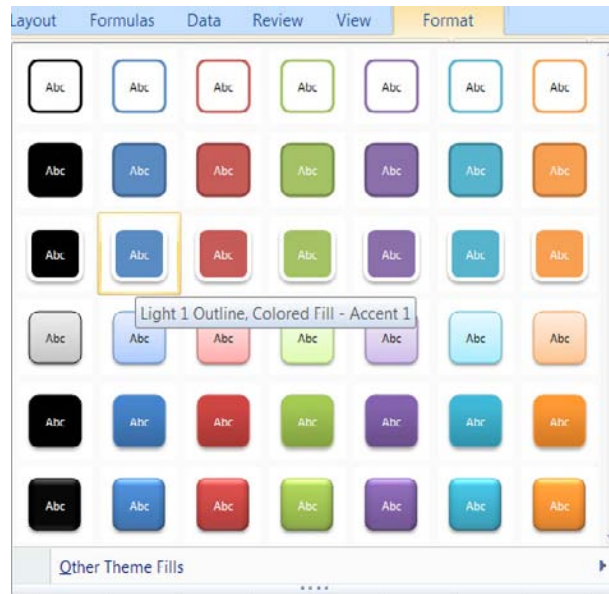 Layout Formulas Data Review View Format
Abc Abc Abc Abc Abc Abc Abc
Abc Abc Abc Abc Abc Abc Abc
Abc Abc Abc Abc Abc Abc Abc
Light 1 Outline, Colored Fill - Accent 1
Abc Abc Abc Abc Abc Abc Abc
Abc Abc Abc Abc Abc Abc Abc
Abc Abc Abc Abc Abc Abc Abc
Other Theme Fills